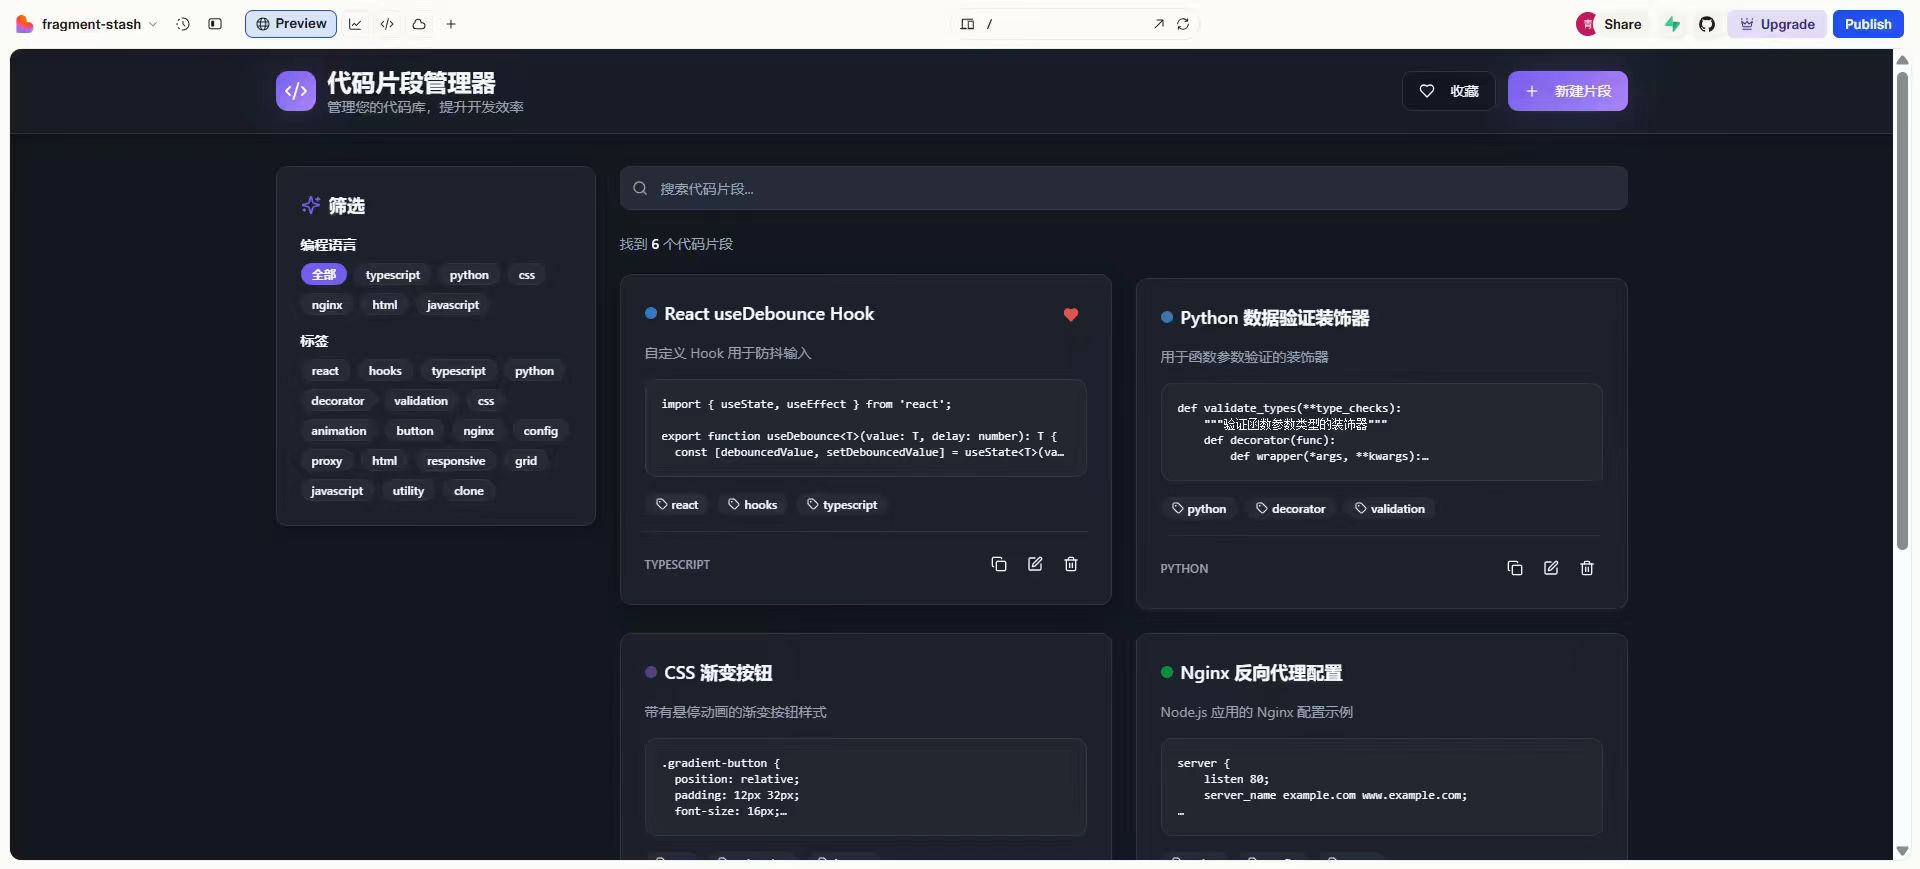 fragment-stash
Preview
/
青
Share
Upgrade
Publish
代码片段管理器
管理您的代码库，提升开发效率
收藏
新建片段
筛选
编程语言
全部 typescript python css
nginx html javascript
标签
react hooks typescript python
decorator validation css
animation button nginx config
proxy html responsive grid
javascript utility clone
搜索代码片段...
找到 6 个代码片段
React useDebounce Hook
自定义 Hook 用于防抖输入
import { useState, useEffect } from 'react';
export function useDebounce<T>(value: T, delay: number): T {
const [debouncedValue, setDebouncedValue] = useState<T>(va…
react hooks typescript
TYPESCRIPT
Python 数据验证装饰器
用于函数参数验证的装饰器
def validate_types(**type_checks):
"""验证函数参数类型的装饰器"""
def decorator(func):
def wrapper(*args, **kwargs):…
python decorator validation
PYTHON
CSS 渐变按钮
带有悬停动画的渐变按钮样式
.gradient-button {
position: relative;
padding: 12px 32px;
font-size: 16px;…
Nginx 反向代理配置
Node.js 应用的 Nginx 配置示例
server {
listen 80;
server_name example.com www.example.com;
…